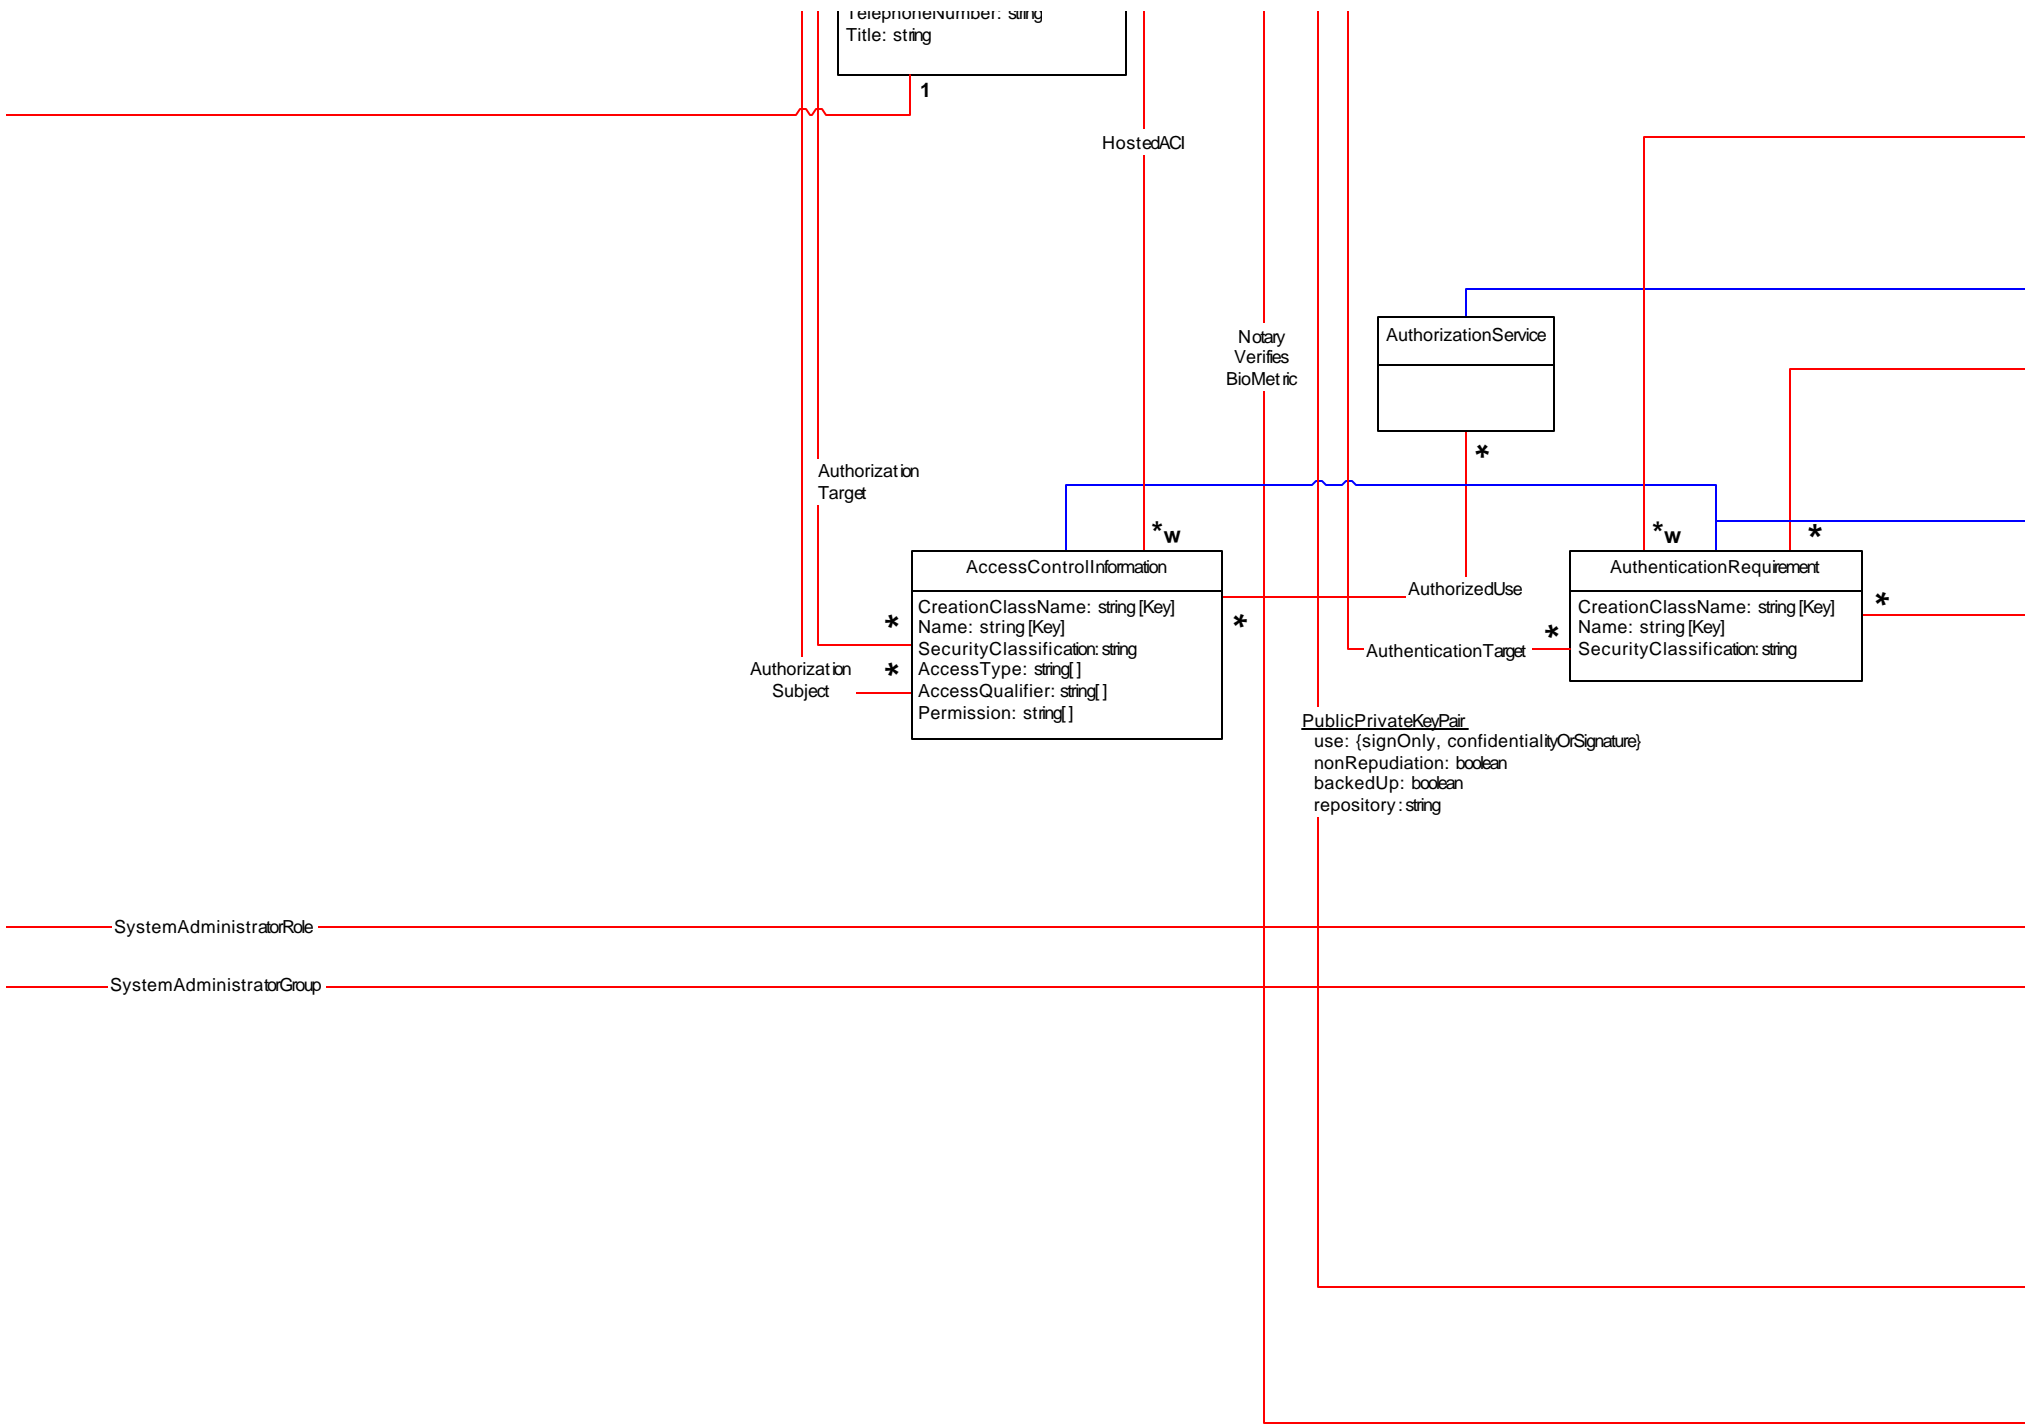 TelephoneNumber: string
Title: string
1
HostedACI
Notary
Verifies
BioMetric
AuthorizationService
*
Authorization
Target
*w
*w
*
AccessControlInformation
CreationClassName: string [Key]
Name: string [Key]
SecurityClassification: string
AccessType: string[ ]
AccessQualifier: string[ ]
Permission: string[ ]
*
*
*
Authorization
Subject
AuthorizedUse
AuthenticationTarget
*
AuthenticationRequirement
CreationClassName: string [Key]
Name: string [Key]
SecurityClassification: string
*
PublicPrivateKeyPair
use: {signOnly, confidentialityOrSignature}
nonRepudiation: boolean
backedUp: boolean
repository: string
SystemAdministratorRole
SystemAdministratorGroup